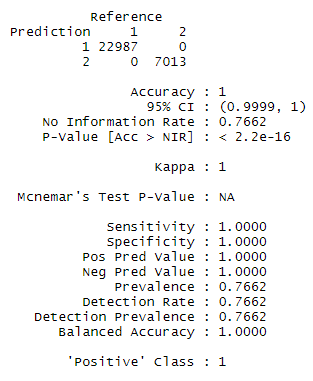 Reference
Prediction 1 2
1 22987 0
2 0 7013
Accuracy : 1
95% CI : (0.9999, 1)
No Information Rate : 0.7662
P-Value [Acc > NIR] : < 2.2e-16
Kappa : 1
Mcnemar's Test P-Value : NA
Sensitivity : 1.0000
Specificity : 1.0000
Pos Pred Value : 1.0000
Neg Pred Value : 1.0000
Prevalence : 0.7662
Detection Rate : 0.7662
Detection Prevalence : 0.7662
Balanced Accuracy : 1.0000
'Positive' Class : 1